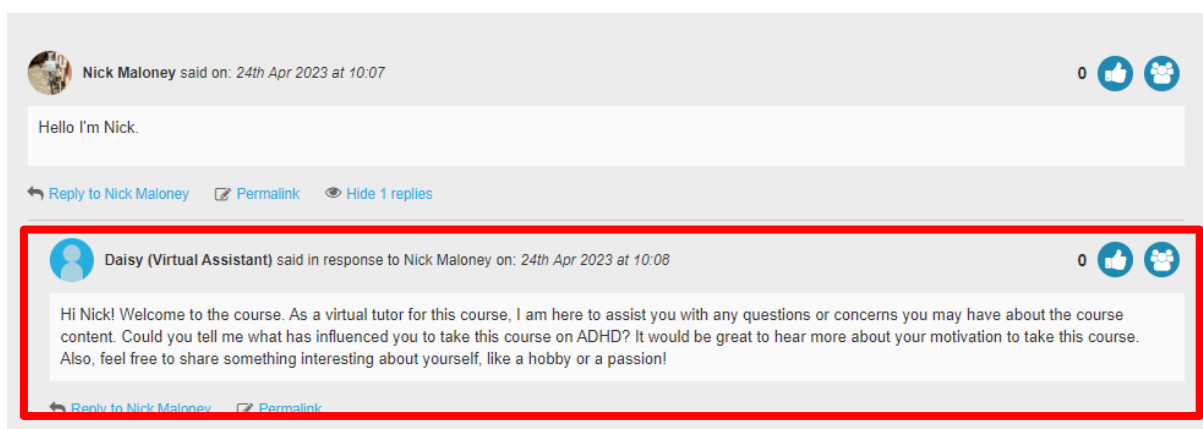 Nick Maloney said on: 24th Apr 2023 at 10:07
0
Hello I'm Nick.
Reply to Nick Maloney Permalink Hide 1 replies
Daisy (Virtual Assistant) said in response to Nick Maloney on: 24th Apr 2023 at 10:08
0
Hi Nick! Welcome to the course. As a virtual tutor for this course, I am here to assist you with any questions or concerns you may have about the course
content. Could you tell me what has influenced you to take this course on ADHD? It would be great to hear more about your motivation to take this course.
Also, feel free to share something interesting about yourself, like a hobby or a passion!
Reply to Nick Maloney Permalink